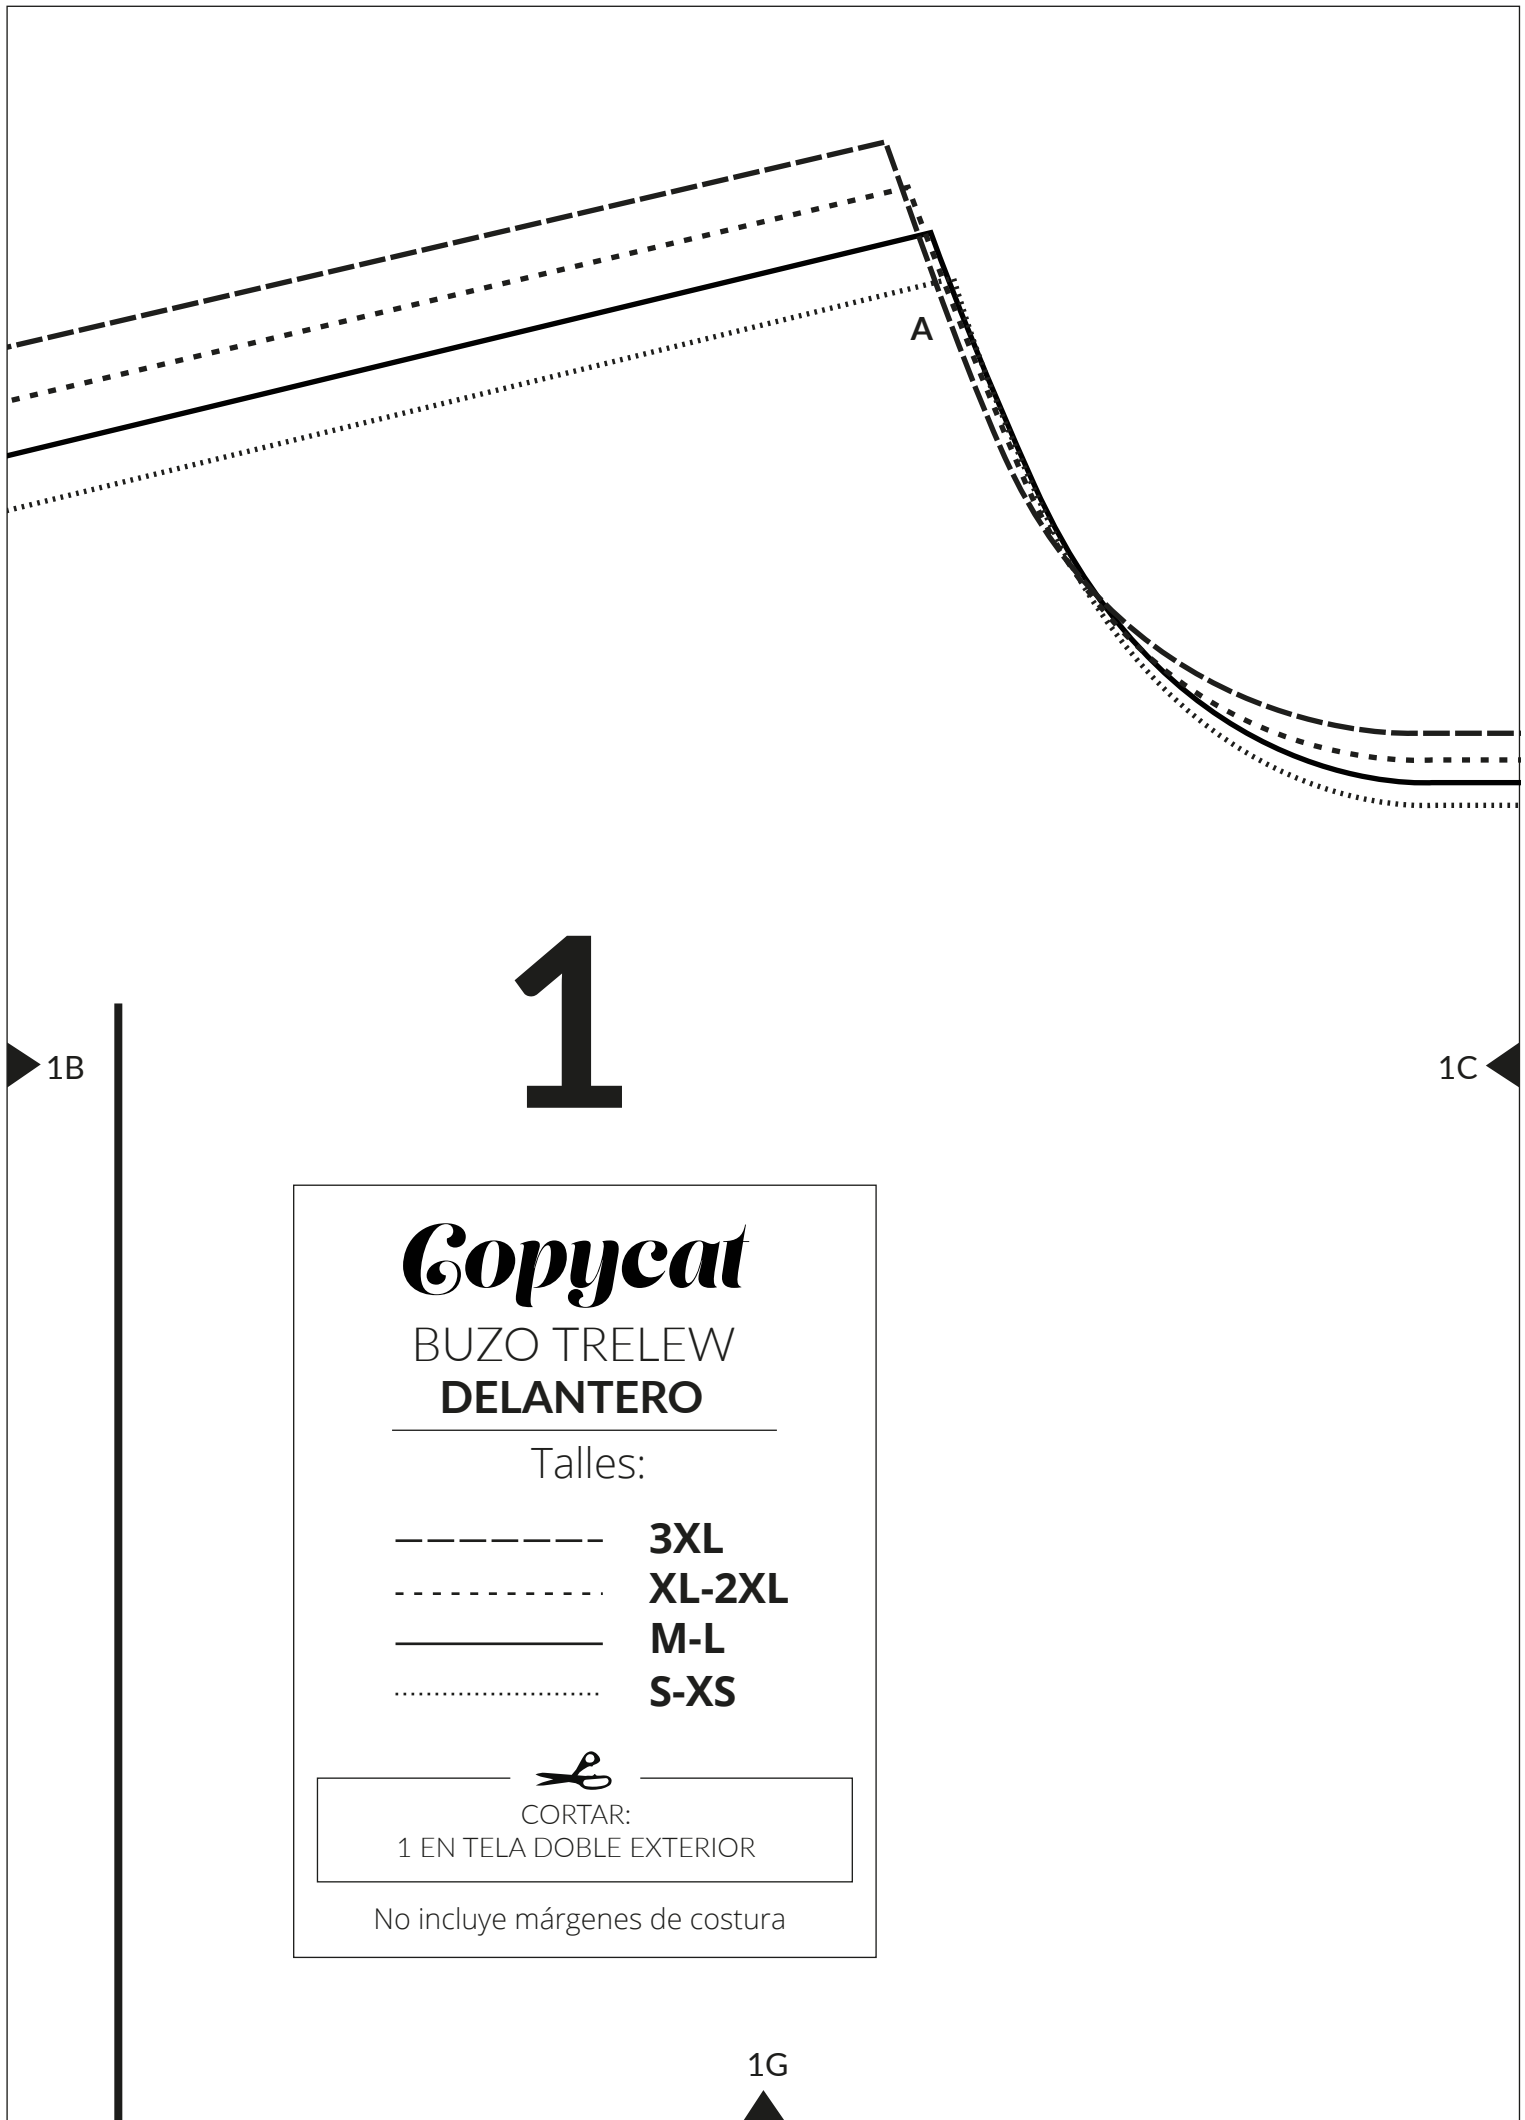 A
1
1B
1C
Copycat
BUZO TRELEW
DELANTERO
Talles:
3XL
XL-2XL
M-L
S-XS
CORTAR:
1 EN TELA DOBLE EXTERIOR
No incluye márgenes de costura
1G